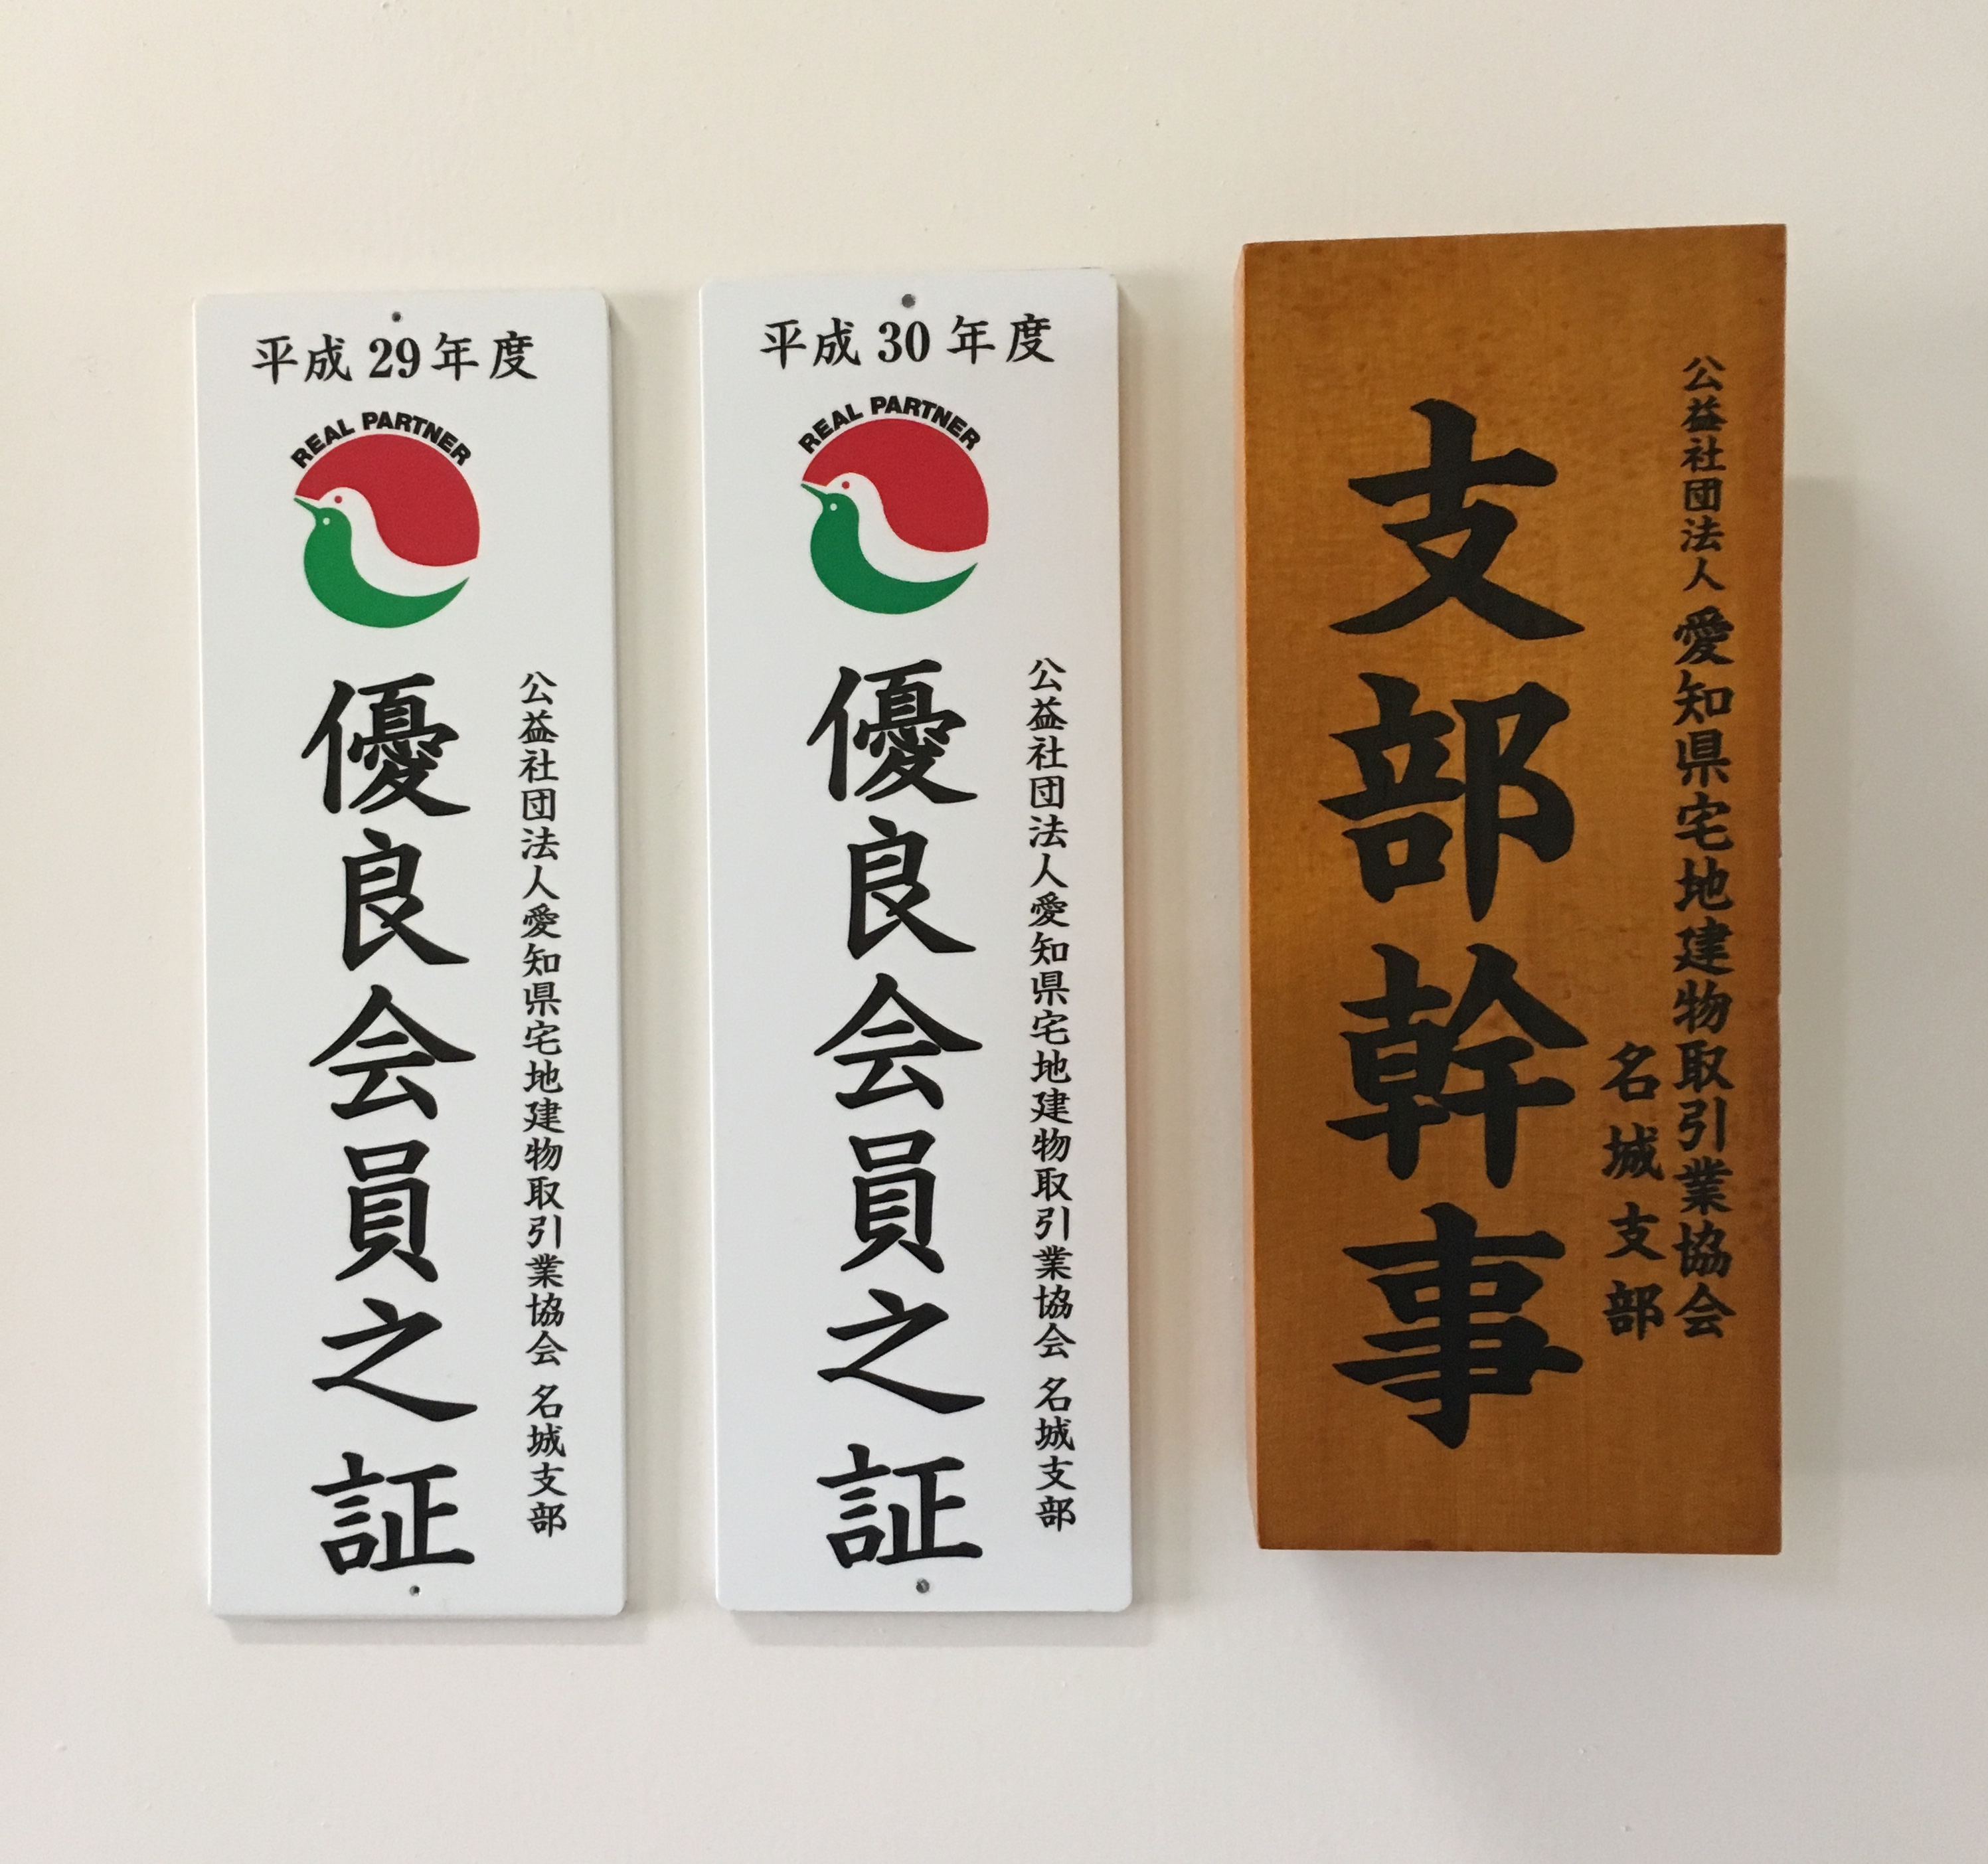 平成29年度
REAL PARTNER
公益社団法人愛知県宅地建物取引業協会 名城支部
優良会員之証
平成30年度
REAL PARTNER
公益社団法人愛知県宅地建物取引業協会 名城支部
優良会員之証
公益社団法人愛知県宅地建物取引業協会
名城支部
支部幹事